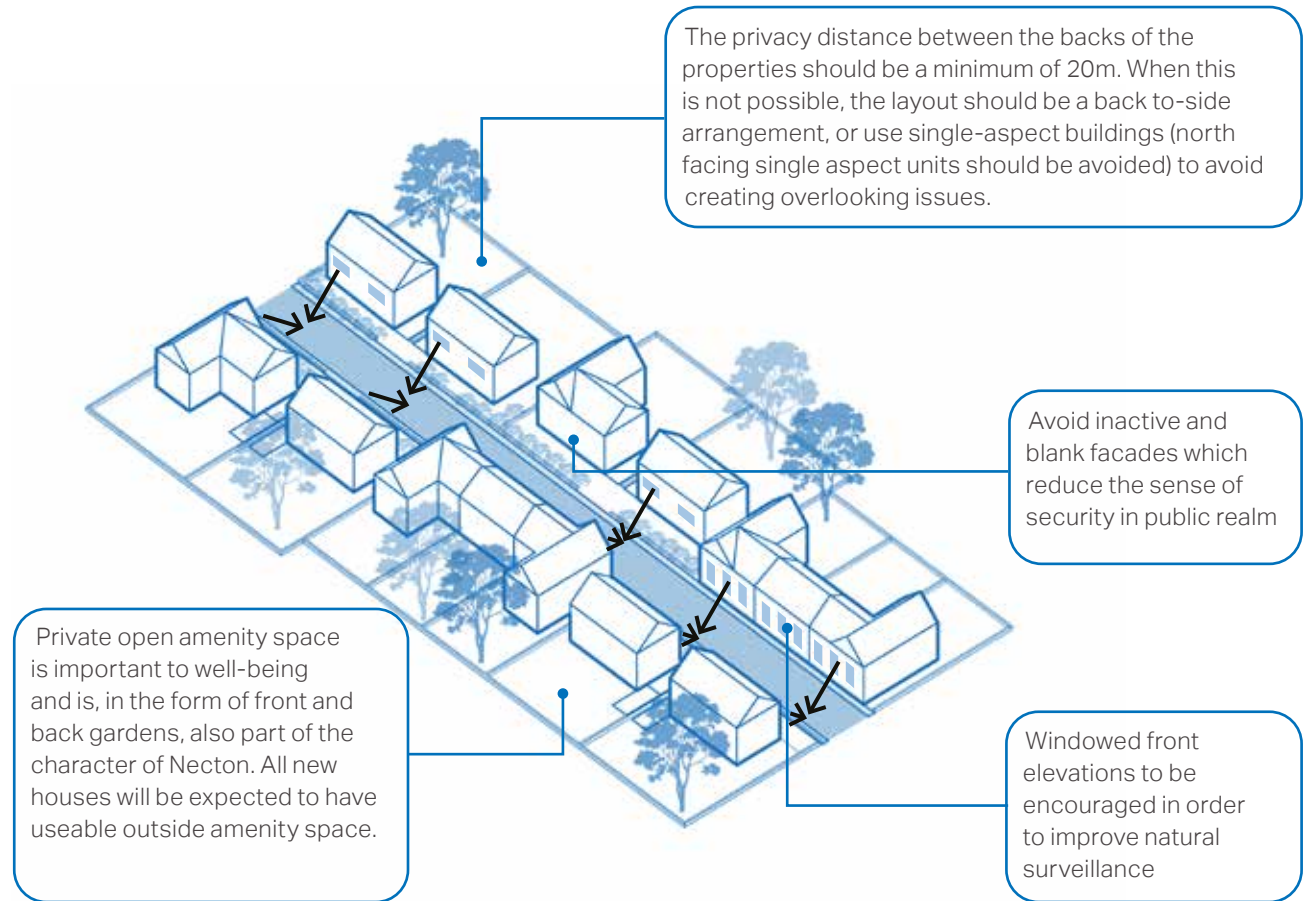 The privacy distance between the backs of the
properties should be a minimum of 20m. When this
is not possible, the layout should be a back to-side
arrangement, or use single-aspect buildings (north
facing single aspect units should be avoided) to avoid
creating overlooking issues.
Avoid inactive and
blank facades which
reduce the sense of
security in public realm
Private open amenity space
is important to well-being
and is, in the form of front and
back gardens, also part of the
character of Necton. All new
houses will be expected to have
useable outside amenity space.
Windowed front
elevations to be
encouraged in order
to improve natural
surveillance